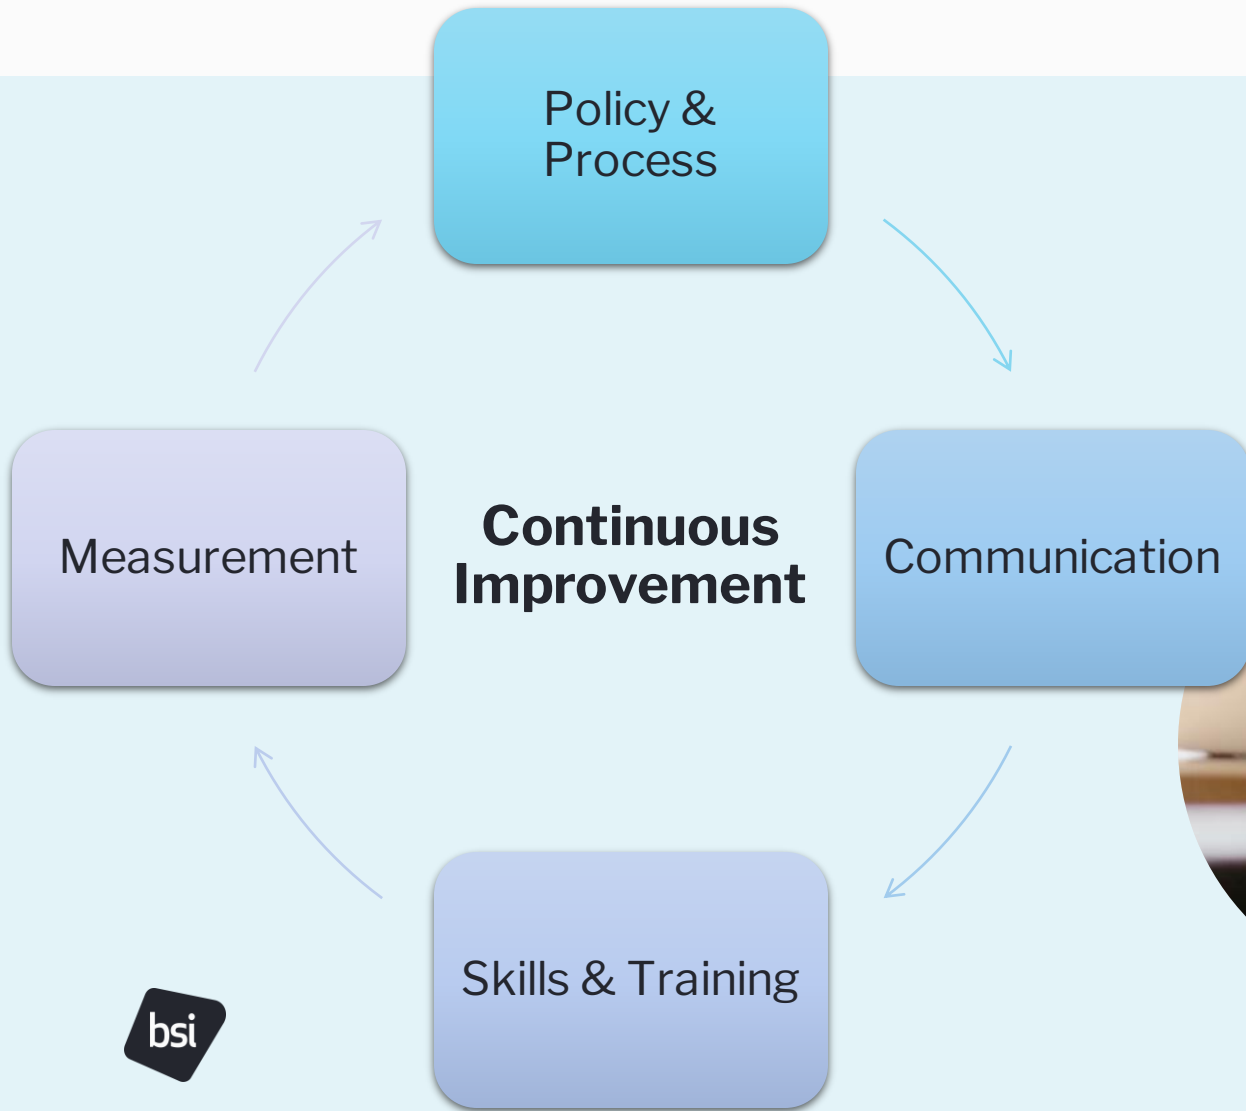 Policy &
Process
Measurement
Continuous
Improvement
Communication
Skills & Training
bsi